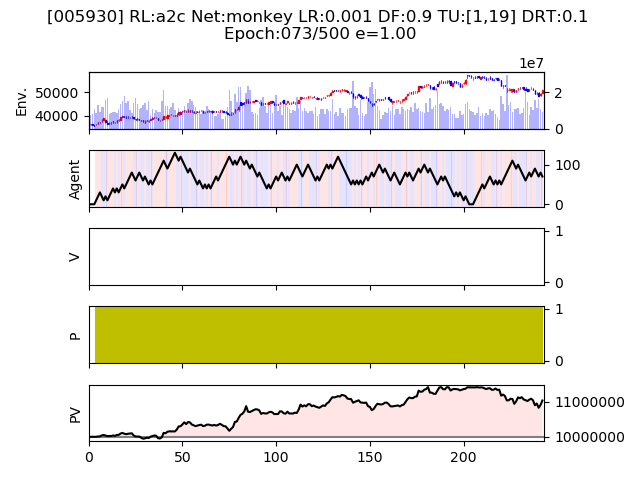 [005930] RL:a2c Net:monkey LR:0.001 DF:0.9 TU:[1,19] DRT:0.1
Epoch:073/500 e=1.00
1e7
Env.
50000
40000
2
0
Agent
100
0
V
1
0
P
1
0
PV
11000000
10000000
0 50 100 150 200